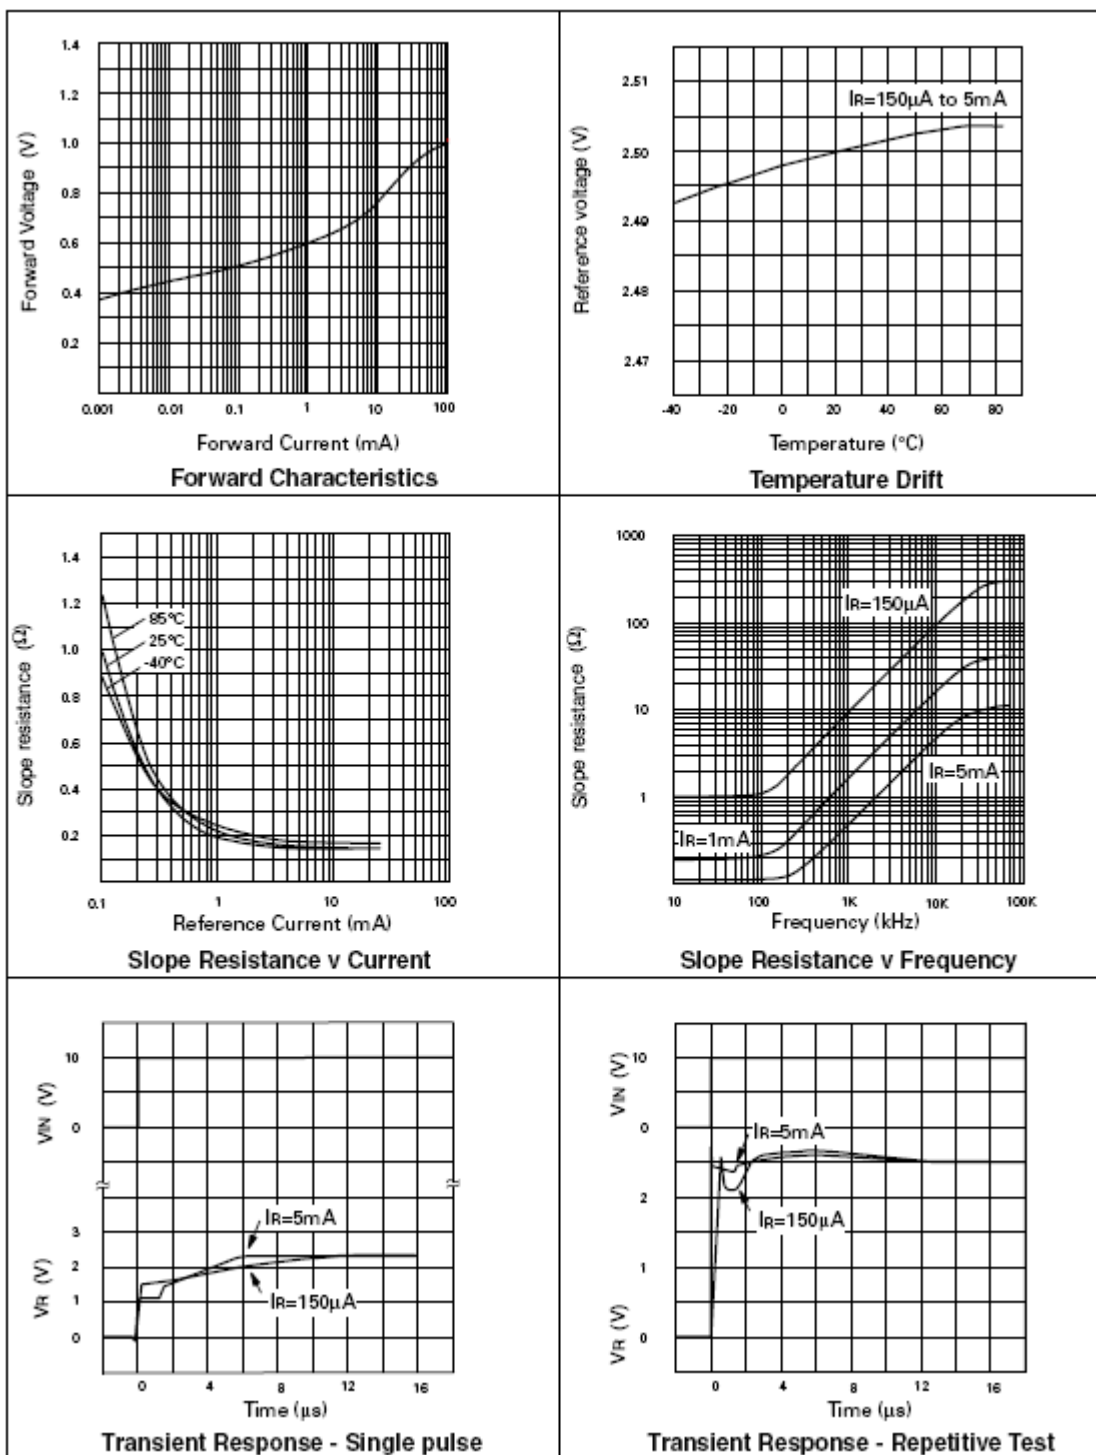 1.4
1.2
1.0
0.8
0.6
0.4
0.2
Forward Voltage (V)
0.001 0.01 0.1 1 10 100
Forward Current (mA)
Forward Characteristics
2.51
2.50
2.49
2.48
2.47
Reference voltage (V)
IR=150µA to 5mA
-40 -20 0 20 40 60 80
Temperature (°C)
Temperature Drift
1.4
1.2
1.0
0.8
0.6
0.4
0.2
Slope resistance (Ω)
85°C
25°C
-40°C
0.1 1 10 100
Reference Current (mA)
Slope Resistance v Current
1000
100
10
1
Slope resistance (Ω)
IR=150µA
IR=5mA
IR=1mA
10 100 1K 10K 100K
Frequency (kHz)
Slope Resistance v Frequency
10
0
VIN (V)
3
2
1
0
VR (V)
IR=5mA
IR=150µA
0 4 8 12 16
Time (µs)
Transient Response - Single pulse
10
0
VIN (V)
2
1
0
VR (V)
IR=5mA
IR=150µA
0 4 8 12 16
Time (µs)
Transient Response - Repetitive Test